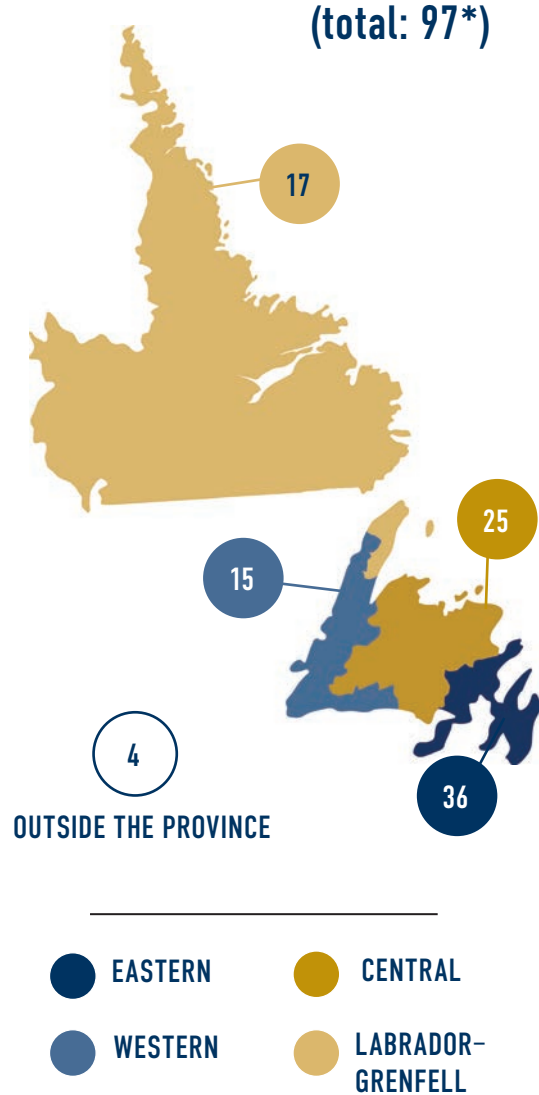 (total: 97*)
17
25
15
4
36
OUTSIDE THE PROVINCE
EASTERN
CENTRAL
WESTERN
LABRADOR-
GRENFELL